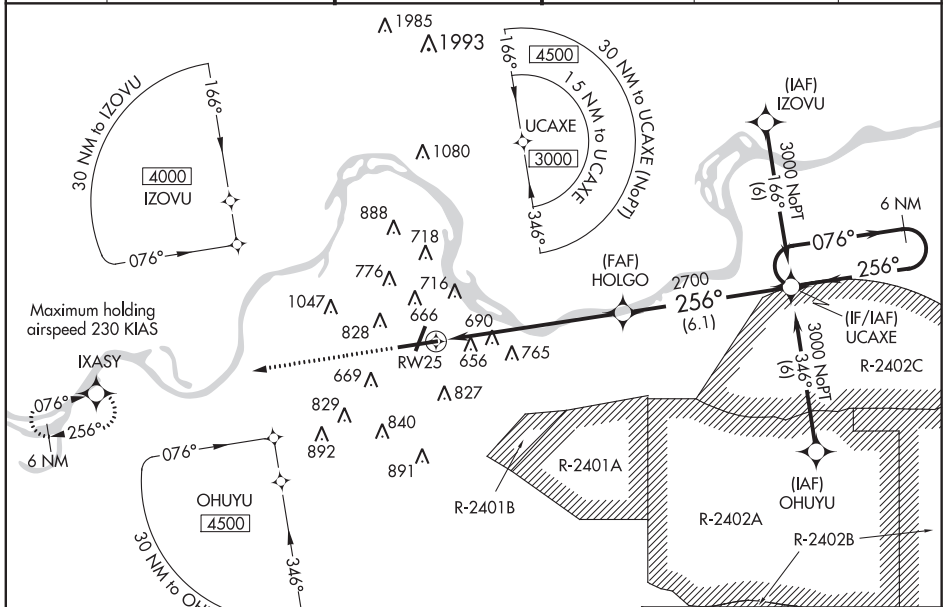 1985
1993
1080
888
718
776
716
1047
666
828
690
RW25
656
765
669
827
829
840
892
891
30 NM to IZOVU
166°
4000
IZOVU
076°
4500
166°
30 NM to UCAXE (NoPT)
15 NM to UCAXE
UCAXE
3000
346°
(IAF)
IZOVU
3000 NoPT
166°
(6)
6 NM
076°
256°
(FAF)
HOLGO
2700
256°
(6.1)
(IF/IAF)
UCAXE
3000 NoPT
346°
(6)
R-2402C
(IAF)
OHUYU
R-2401A
R-2401B
R-2402A
R-2402B
Maximum holding
airspeed 230 KIAS
IXASY
076°
256°
6 NM
076°
OHUYU
4500
346°
30 NM to OH